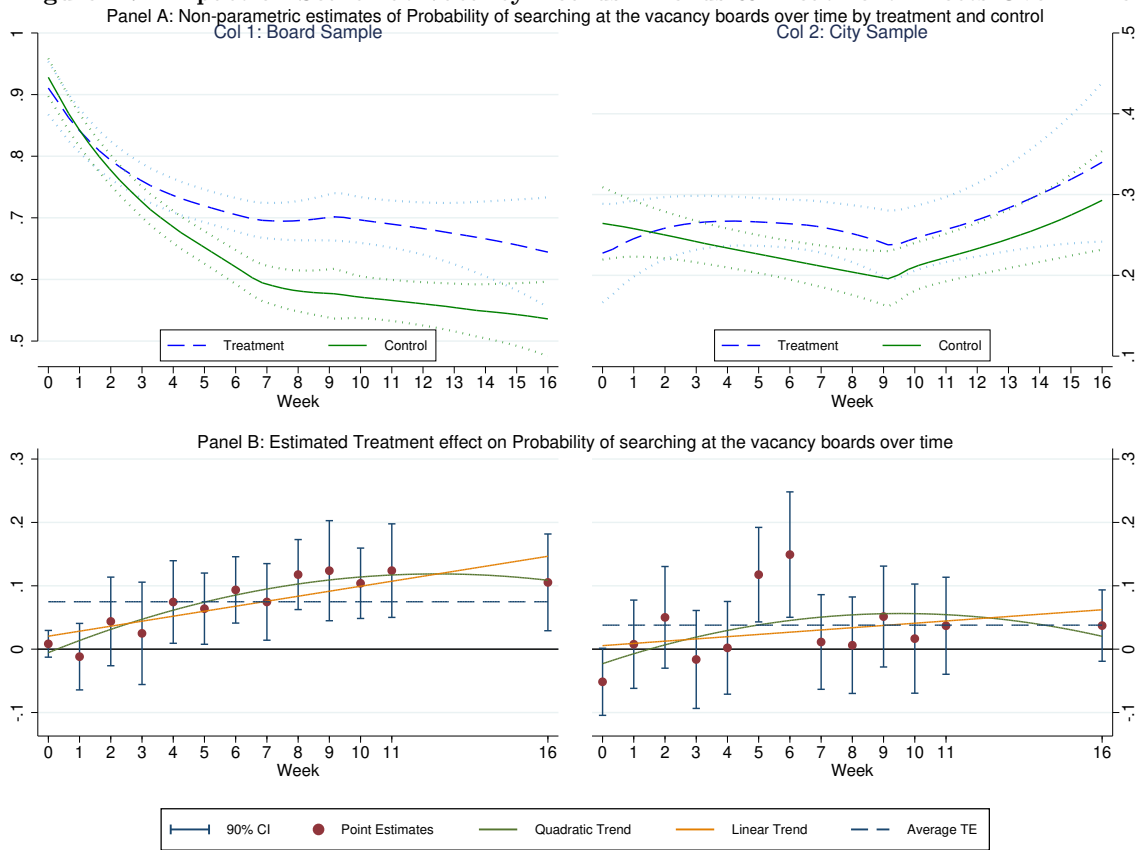 Panel A: Non-parametric estimates of Probability of searching at the vacancy boards over time by treatment and control
Col 1: Board Sample
Col 2: City Sample
1
.9
.8
.7
.6
.5
.5
.4
.3
.2
.1
Treatment
Control
Treatment
Control
0 1 2 3 4 5 6 7 8 9 10 11 12 13 14 15 16
0 1 2 3 4 5 6 7 8 9 10 11 12 13 14 15 16
Week
Week
Panel B: Estimated Treatment effect on Probability of searching at the vacancy boards over time
.3
.2
.1
0
-.1
.3
.2
.1
0
-.1
0 1 2 3 4 5 6 7 8 9 10 11 16
0 1 2 3 4 5 6 7 8 9 10 11 16
Week
Week
90% CI
Point Estimates
Quadratic Trend
Linear Trend
Average TE